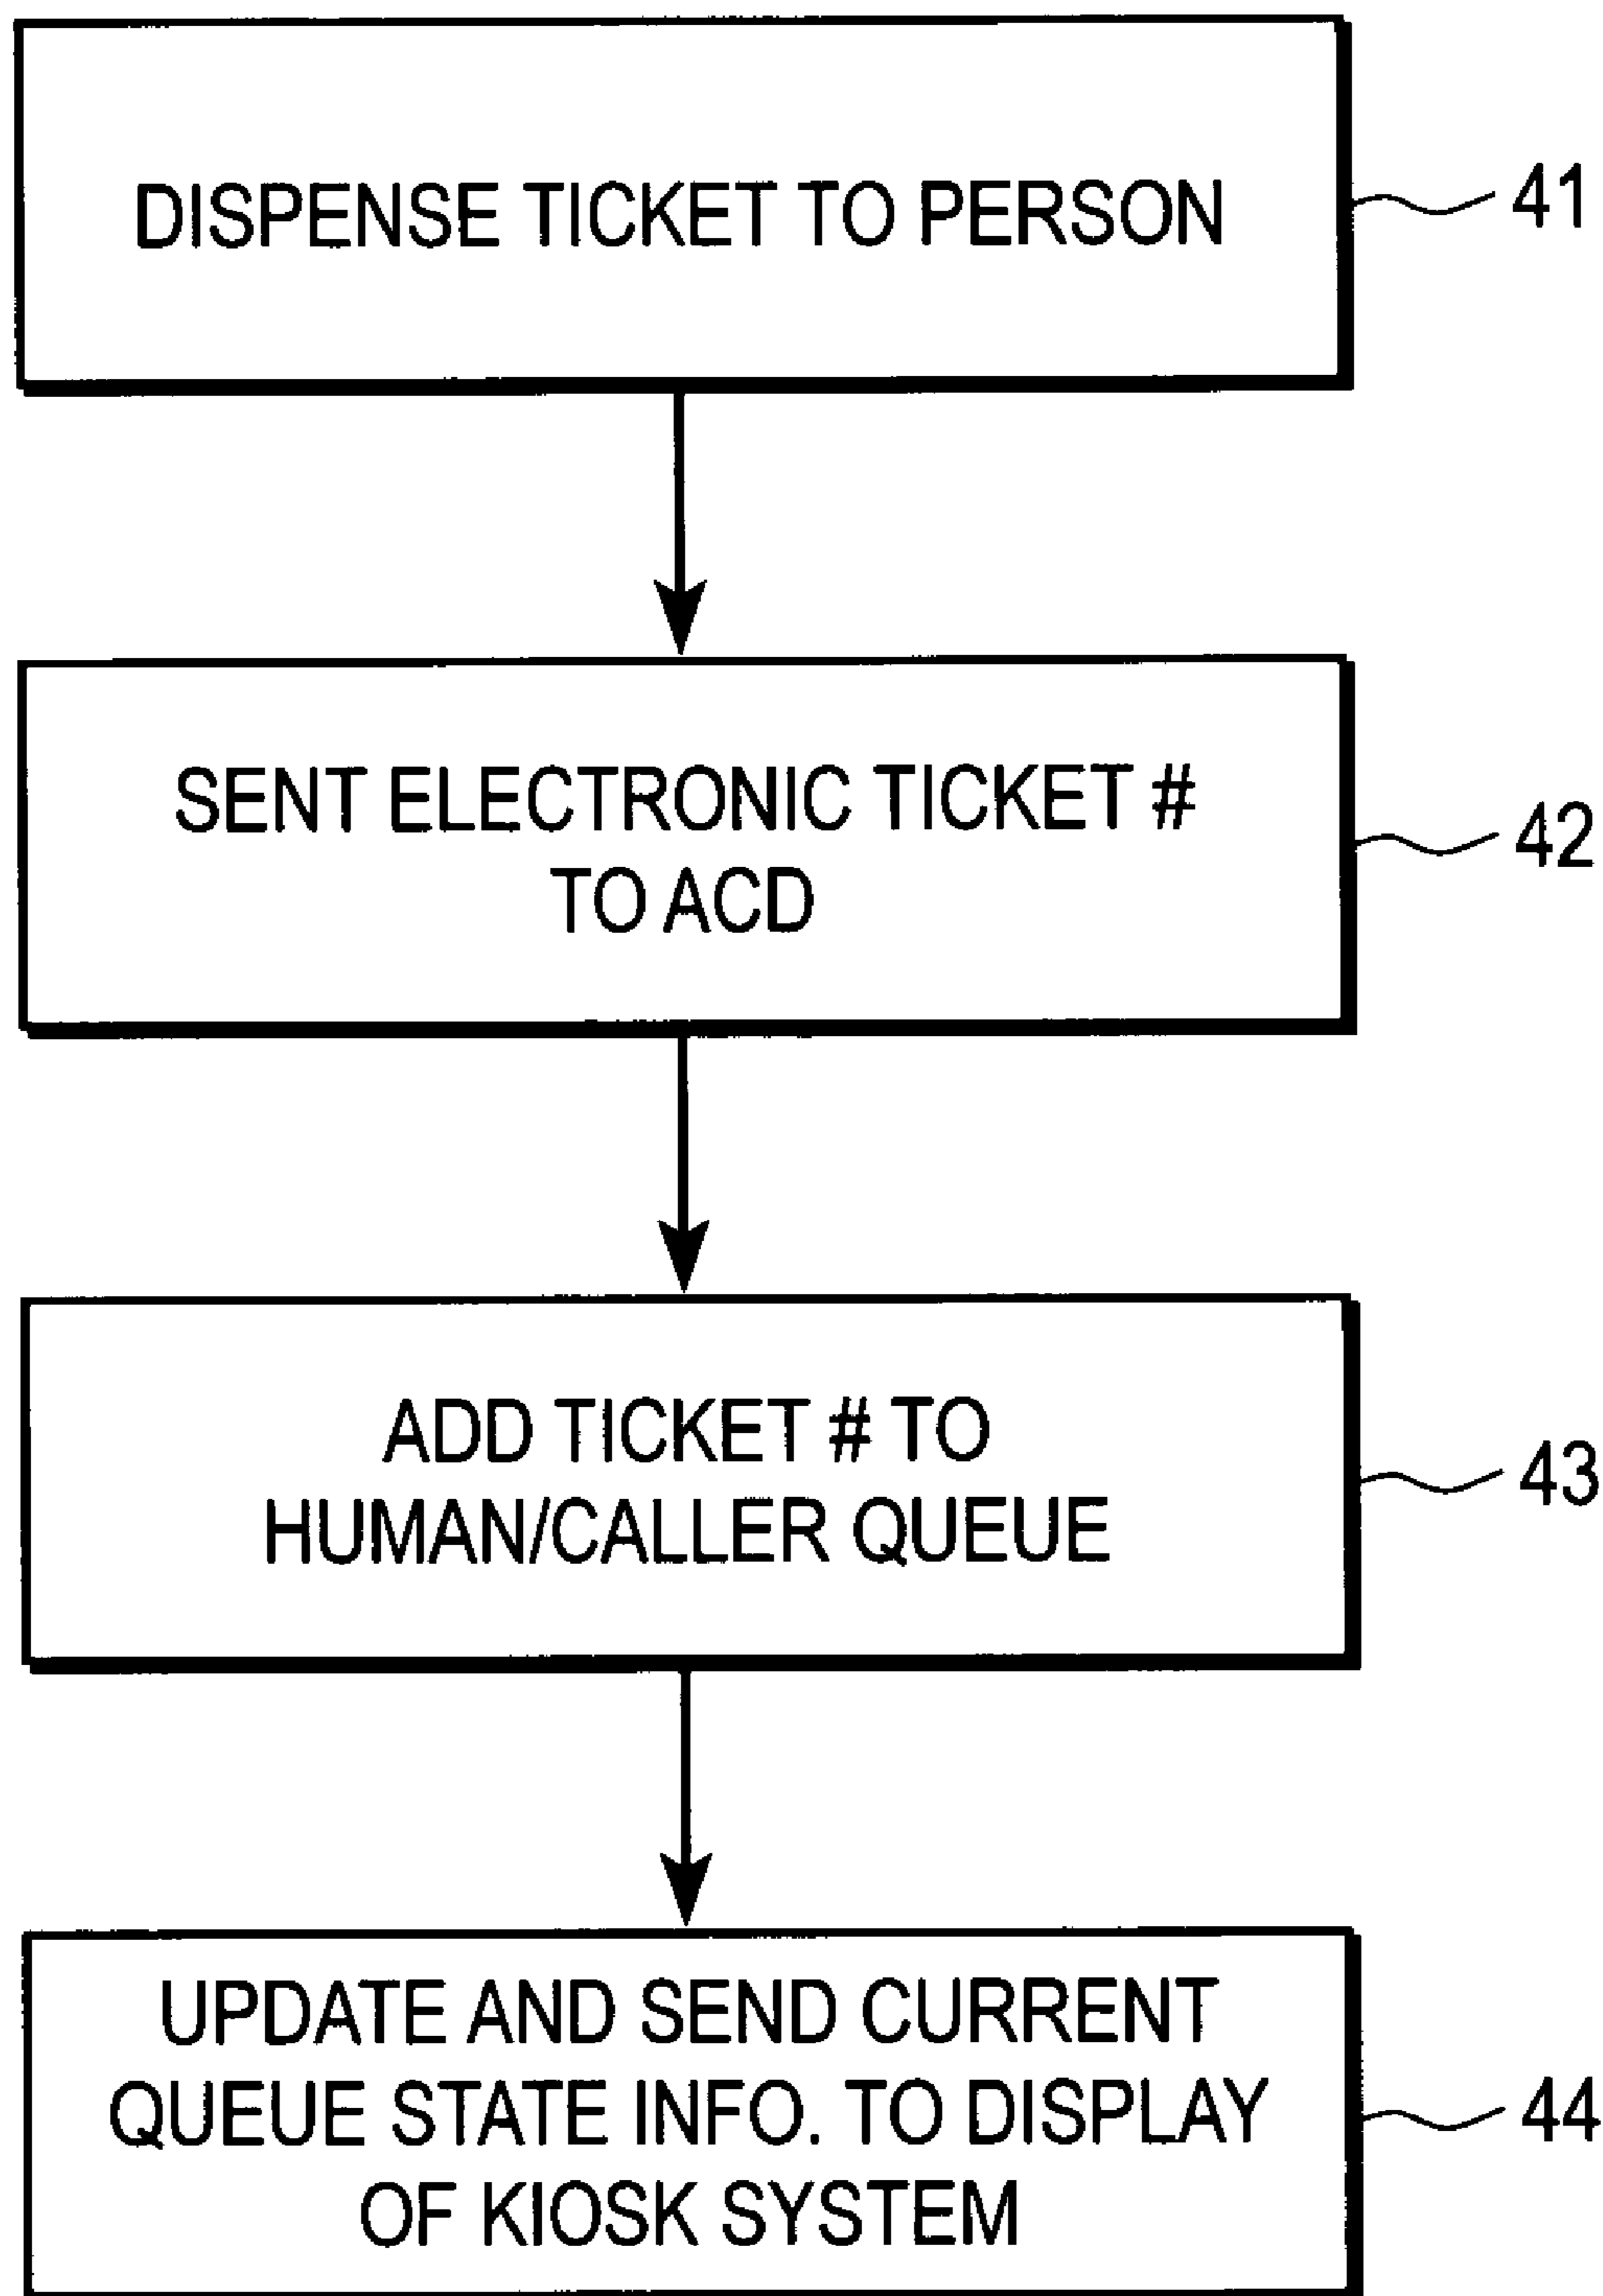 DISPENSE TICKET TO PERSON
41
SENT ELECTRONIC TICKET #
TO ACD
42
ADD TICKET # TO
HUMAN/CALLER QUEUE
43
UPDATE AND SEND CURRENT
QUEUE STATE INFO. TO DISPLAY
OF KIOSK SYSTEM
44